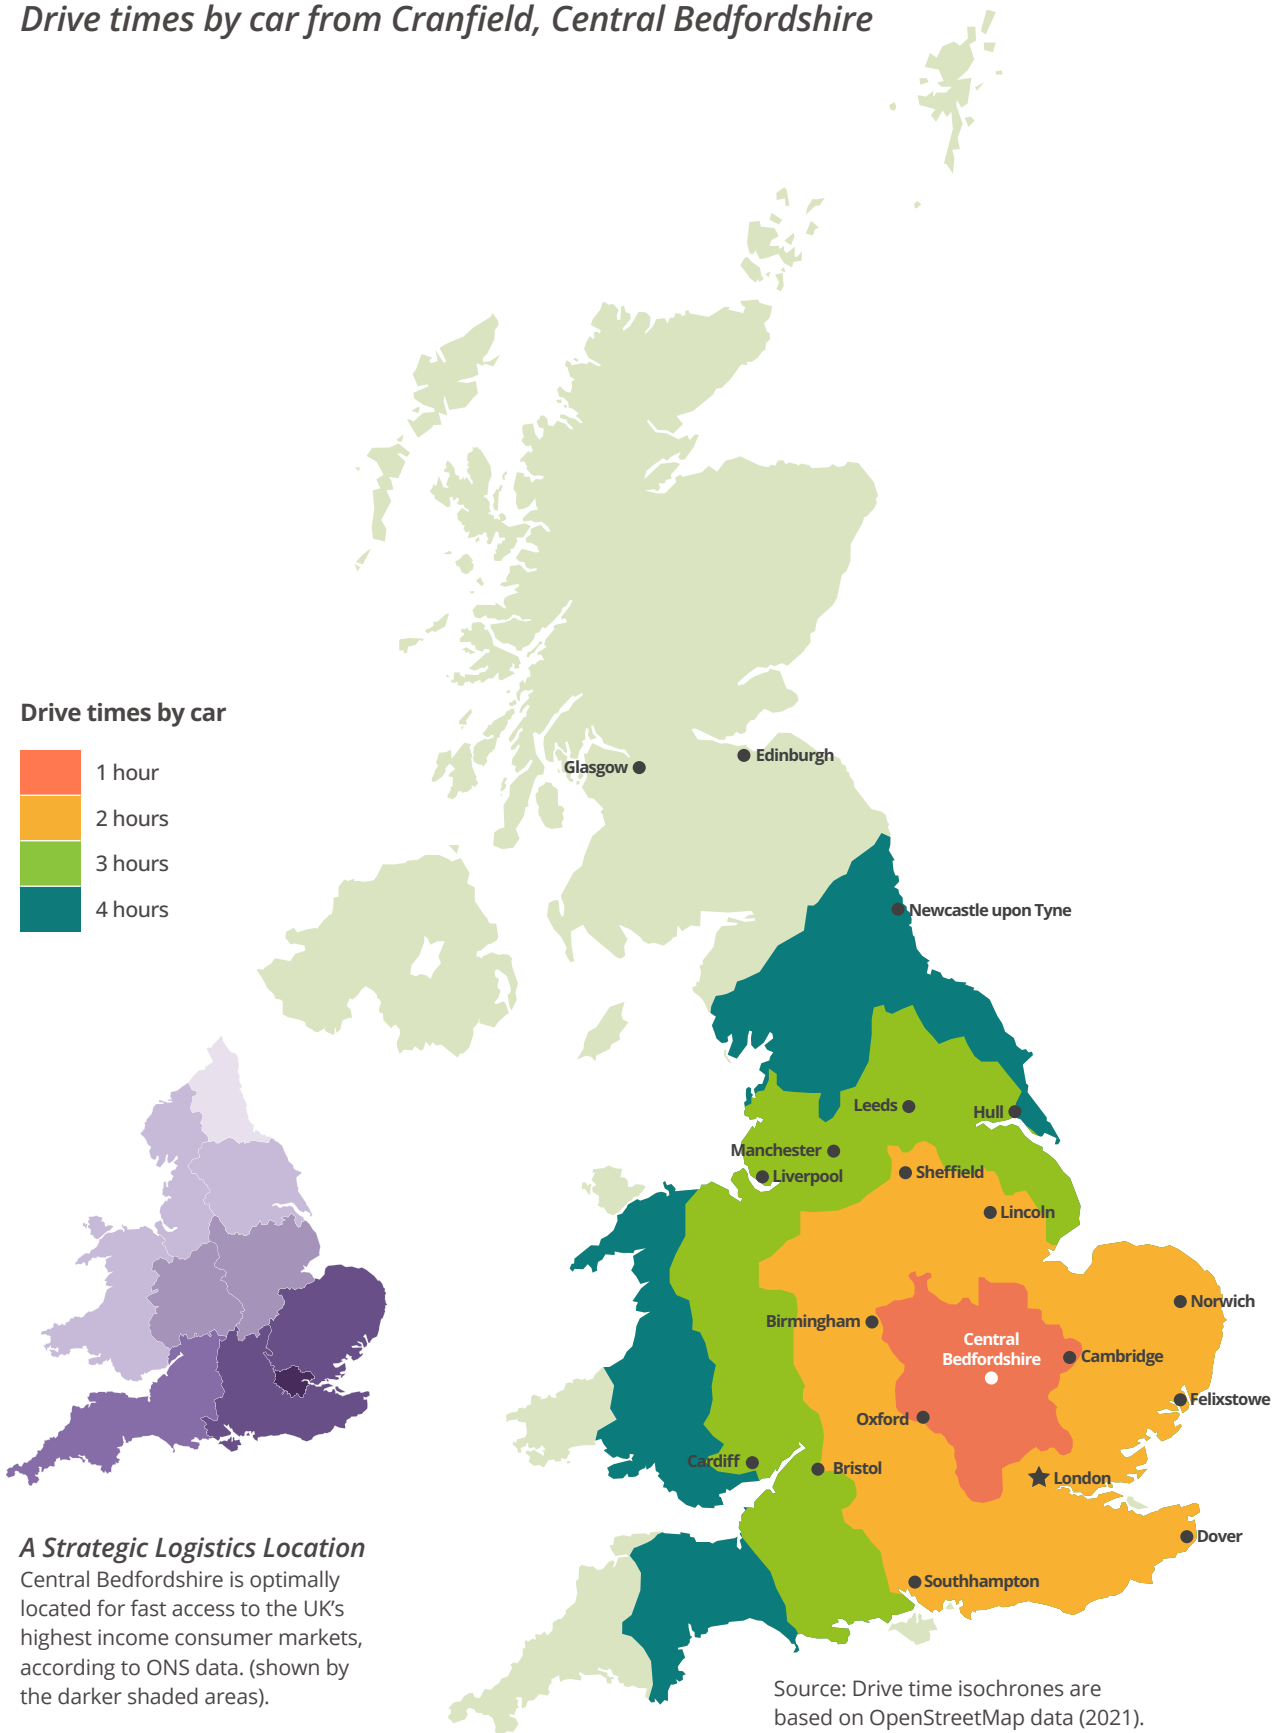 Drive times by car from Cranfield, Central Bedfordshire
Drive times by car
1 hour
2 hours
3 hours
4 hours
Glasgow
Edinburgh
Newcastle upon Tyne
Leeds
Hull
Manchester
Liverpool
Sheffield
Lincoln
Norwich
Birmingham
Central
Bedfordshire
Cambridge
Felixstowe
Oxford
Cardiff
Bristol
London
Dover
Southhampton
A Strategic Logistics Location
Central Bedfordshire is optimally
located for fast access to the UK’s
highest income consumer markets,
according to ONS data. (shown by
the darker shaded areas).
Source: Drive time isochrones are
based on OpenStreetMap data (2021).